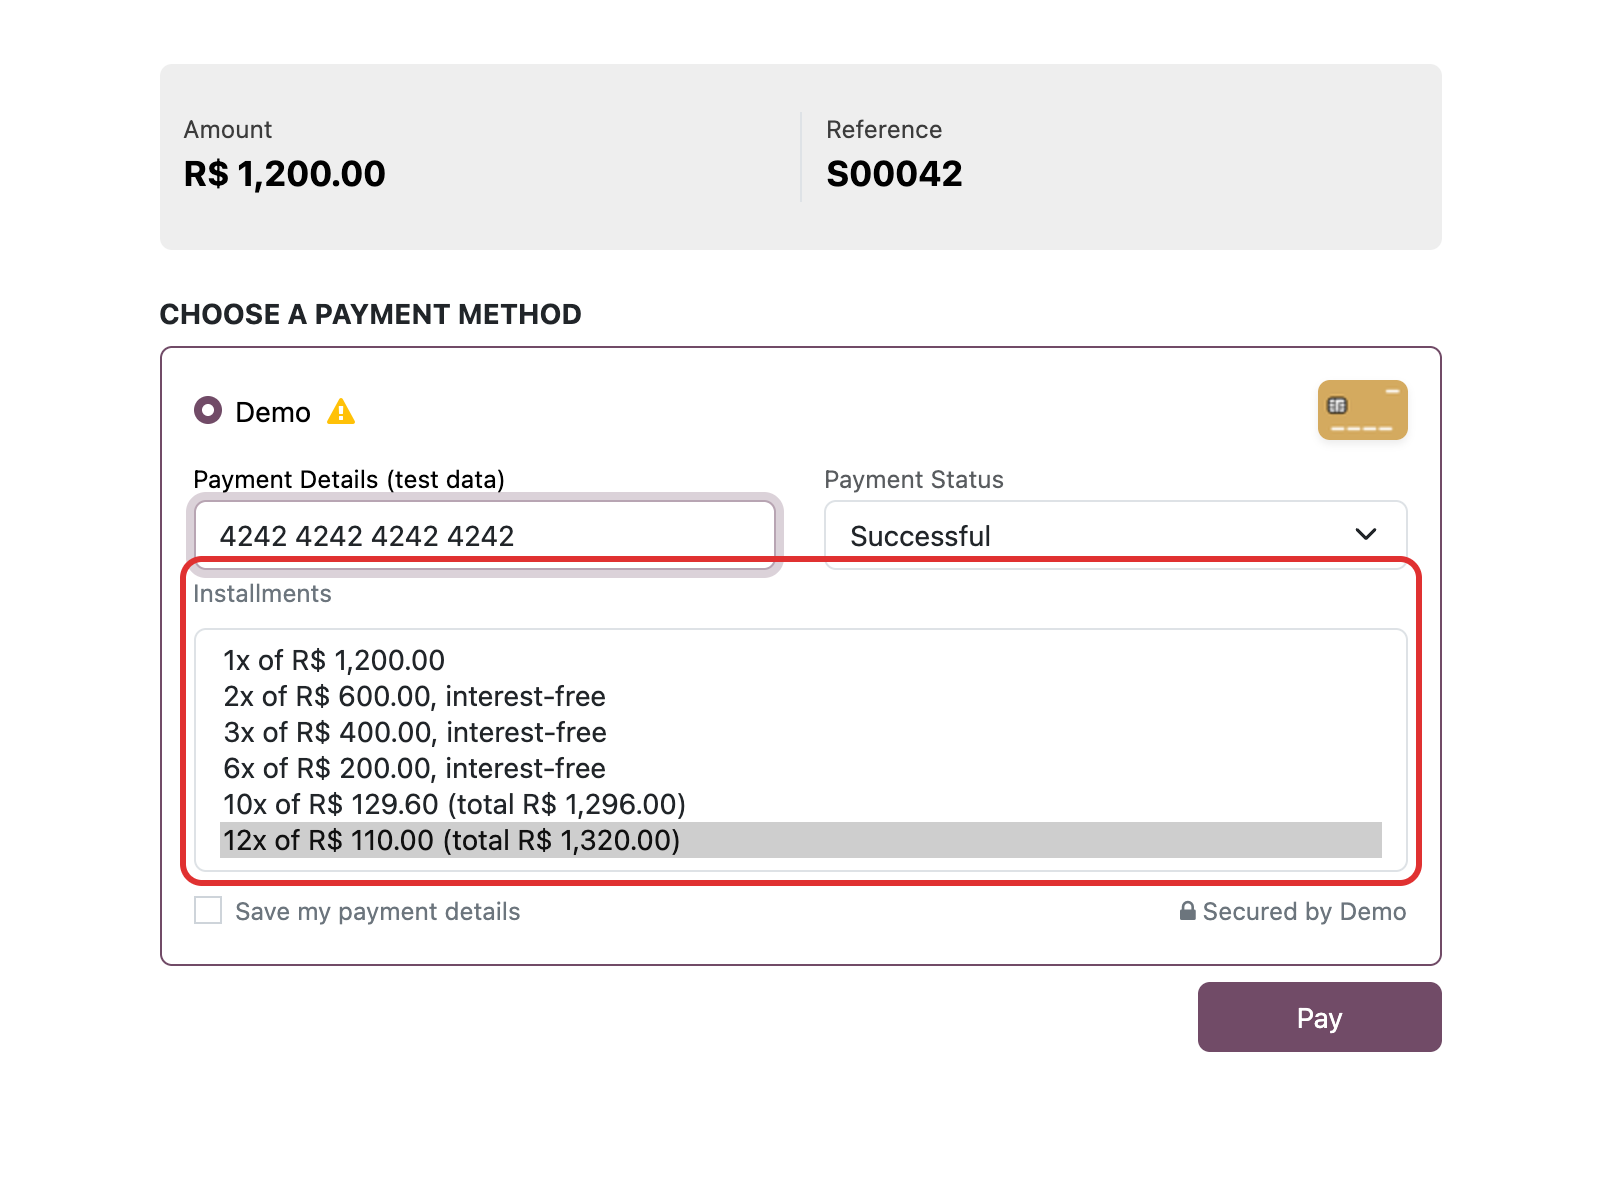 Amount
R$ 1,200.00
Reference
S00042
CHOOSE A PAYMENT METHOD
Demo
Payment Details (test data)
4242 4242 4242 4242
Payment Status
Successful
Installments
1x of R$ 1,200.00
2x of R$ 600.00, interest-free
3x of R$ 400.00, interest-free
6x of R$ 200.00, interest-free
10x of R$ 129.60 (total R$ 1,296.00)
12x of R$ 110.00 (total R$ 1,320.00)
Save my payment details
Secured by Demo
Pay